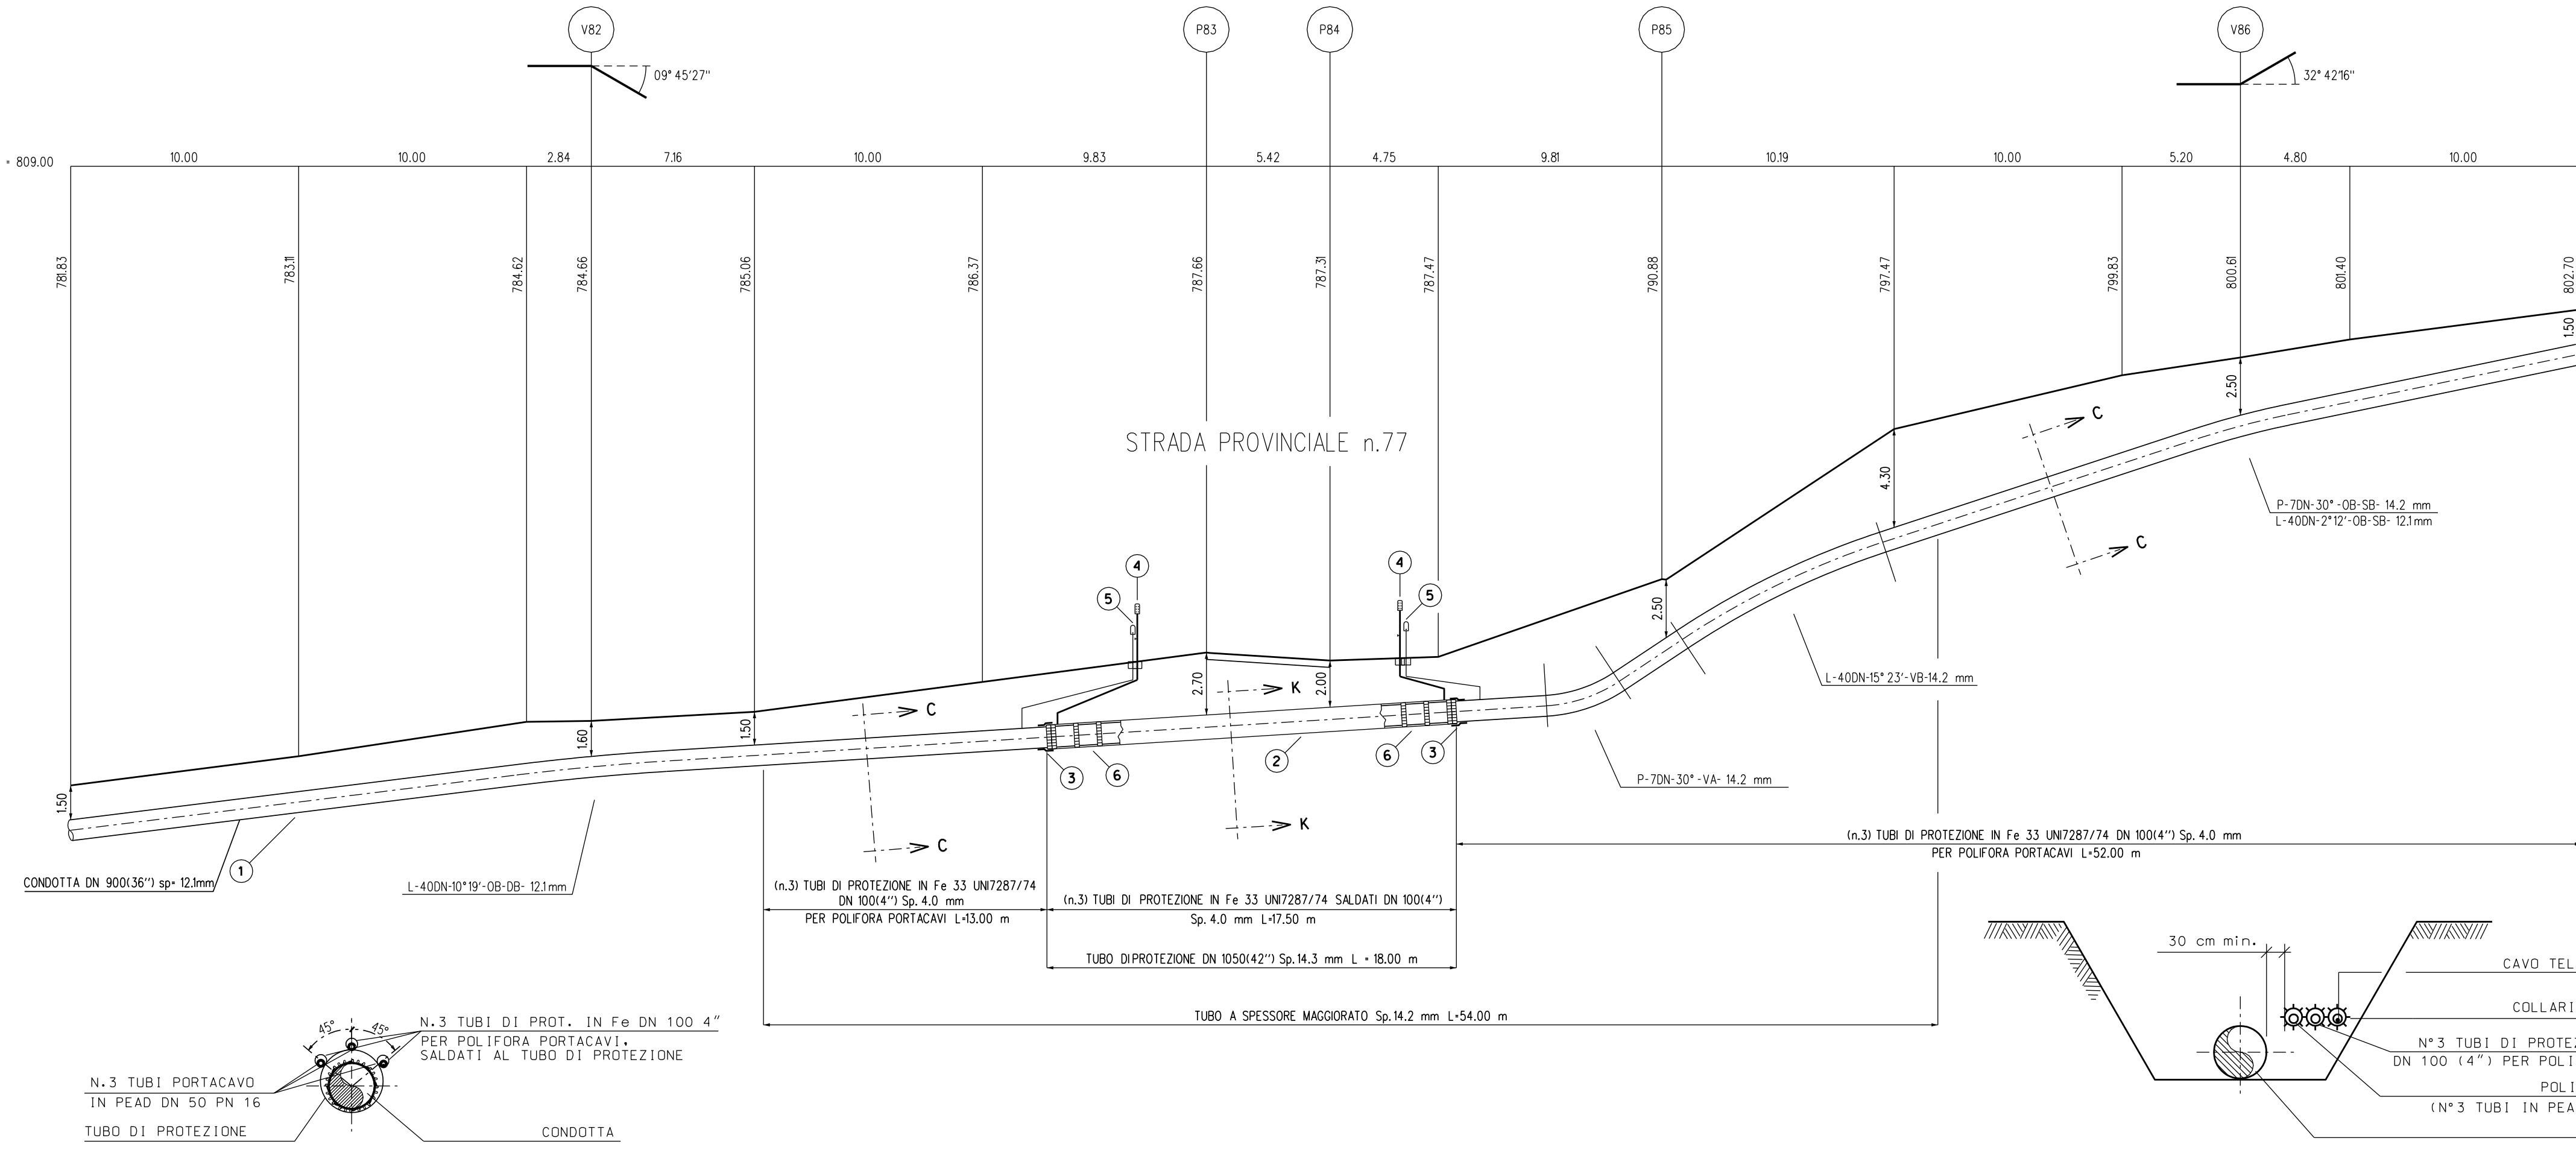 V82
P83
P84
P85
V86
09°45'27"
32°42'16"
= 809.00
10.00
10.00
2.84
7.16
10.00
9.83
5.42
4.75
9.81
10.19
10.00
5.20
4.80
10.00
781.83
783.11
784.62
784.66
785.06
786.37
787.66
787.31
787.47
790.88
797.47
799.83
800.61
801.40
802.70
1.50
2.50
C
STRADA PROVINCIALE n.77
4.30
C
P-7DN-30°-OB-SB- 14.2 mm
L-40DN-2°12'-OB-SB- 12.1mm
4
4
5
5
2.50
2.70
2.00
K
L-40DN-15°23'-VB-14.2 mm
1.50
1.60
1.50
C
3
6
2
6
3
P-7DN-30°-VA- 14.2 mm
K
C
1
CONDOTTA DN 900(36'') sp= 12.1mm
L-40DN-10°19'-OB-DB- 12.1mm
(n.3) TUBI DI PROTEZIONE IN Fe 33 UNI7287/74 DN 100(4'') Sp. 4.0 mm
PER POLIFORA PORTACAVI L=52.00 m
(n.3) TUBI DI PROTEZIONE IN Fe 33 UNI7287/74
DN 100(4'') Sp. 4.0 mm
PER POLIFORA PORTACAVI L=13.00 m
(n.3) TUBI DI PROTEZIONE IN Fe 33 UNI7287/74 SALDATI DN 100(4'')
Sp. 4.0 mm L=17.50 m
TUBO DI PROTEZIONE DN 1050(42'') Sp.14.3 mm L = 18.00 m
TUBO A SPESSORE MAGGIORATO Sp.14.2 mm L=54.00 m
45°
45°
N.3 TUBI DI PROT. IN Fe DN 100 4"
PER POLIFORA PORTACAVI,
SALDATI AL TUBO DI PROTEZIONE
N.3 TUBI PORTACAVO
IN PEAD DN 50 PN 16
TUBO DI PROTEZIONE
CONDOTTA
30 cm min.
CAVO TEL
COLLARI
N°3 TUBI DI PROTEZ
DN 100 (4") PER POLI
POLI
(N°3 TUBI IN PEA